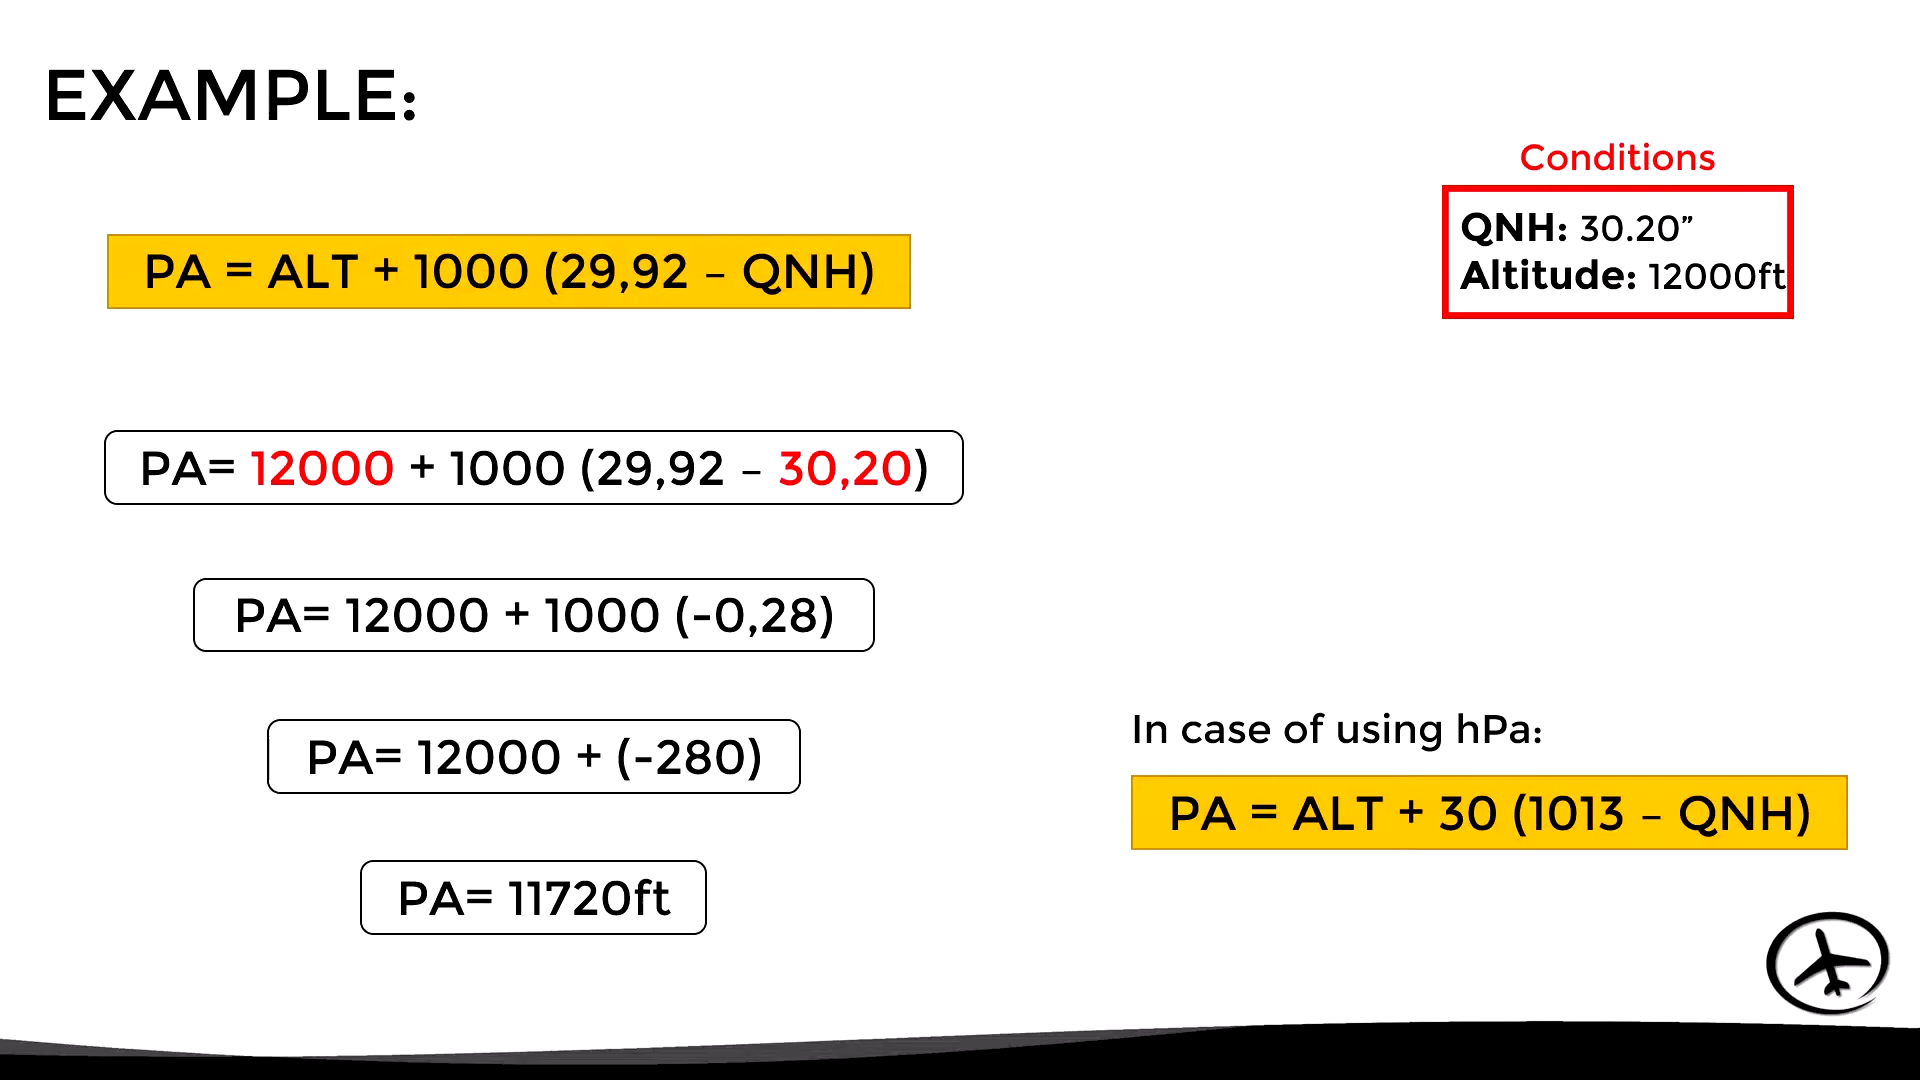 EXAMPLE:
Conditions
QNH: 30.20”
Altitude: 12000ft
PA = ALT + 1000 (29,92 – QNH)
PA= 12000 + 1000 (29,92 – 30,20)
PA= 12000 + 1000 (-0,28)
PA= 12000 + (-280)
PA= 11720ft
In case of using hPa:
PA = ALT + 30 (1013 – QNH)